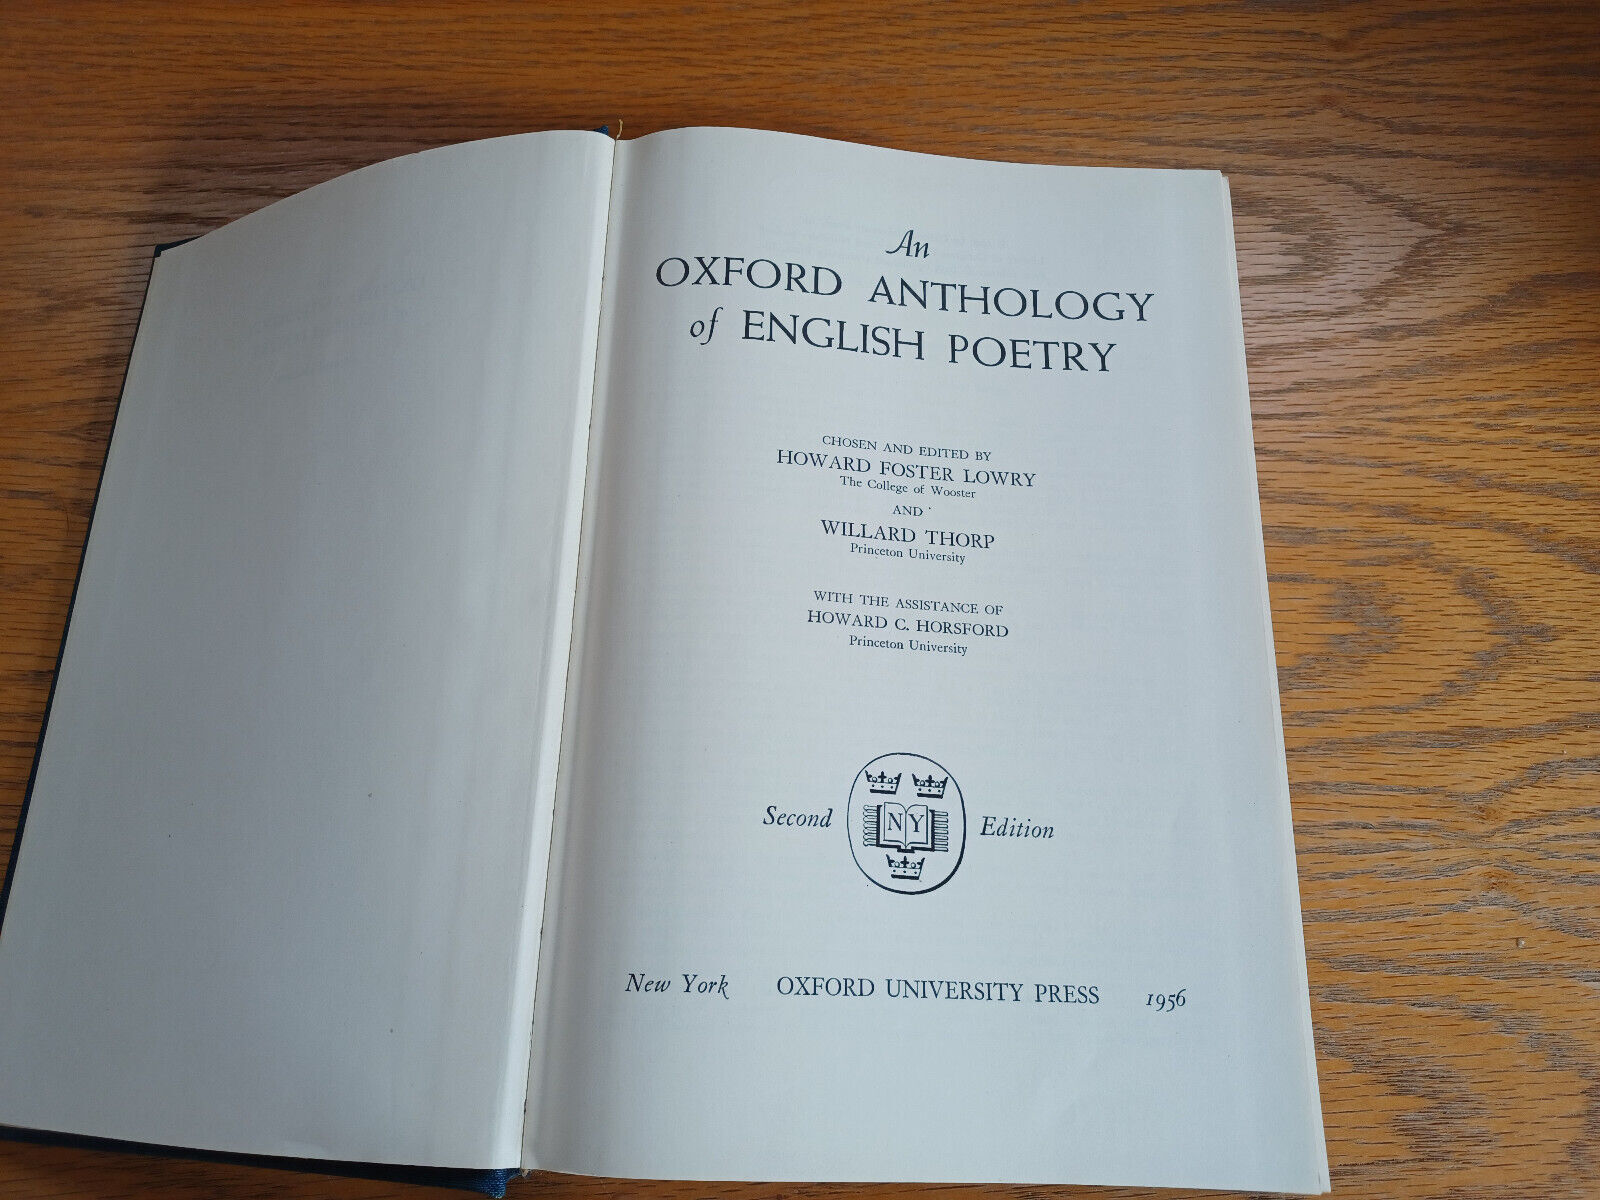 An
OXFORD ANTHOLOGY
of ENGLISH POETRY
CHOSEN AND EDITED BY
HOWARD FOSTER LOWRY
The College of Wooster
AND
WILLARD THORP
Princeton University
WITH THE ASSISTANCE OF
HOWARD C. HORSFORD
Princeton University
Second NY Edition
New York OXFORD UNIVERSITY PRESS 1956